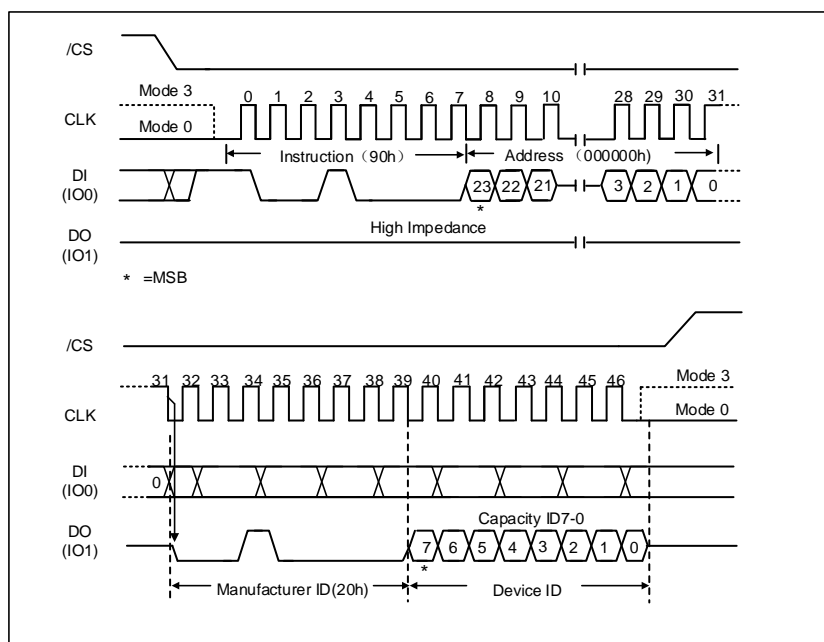 /CS
Mode 3
0 1 2 3 4 5 6 7 8 9 10 28 29 30 31
CLK
Mode 0
Instruction（90h） Address（000000h）
DI
(IO0)
23 22 21 3 2 1 0
*
High Impedance
DO
(IO1)
* =MSB
/CS
31 32 33 34 35 36 37 38 39 40 41 42 43 44 45 46
Mode 3
CLK
Mode 0
DI
(IO0)
0
Capacity ID7-0
DO
(IO1)
7 6 5 4 3 2 1 0
*
Manufacturer ID(20h) Device ID